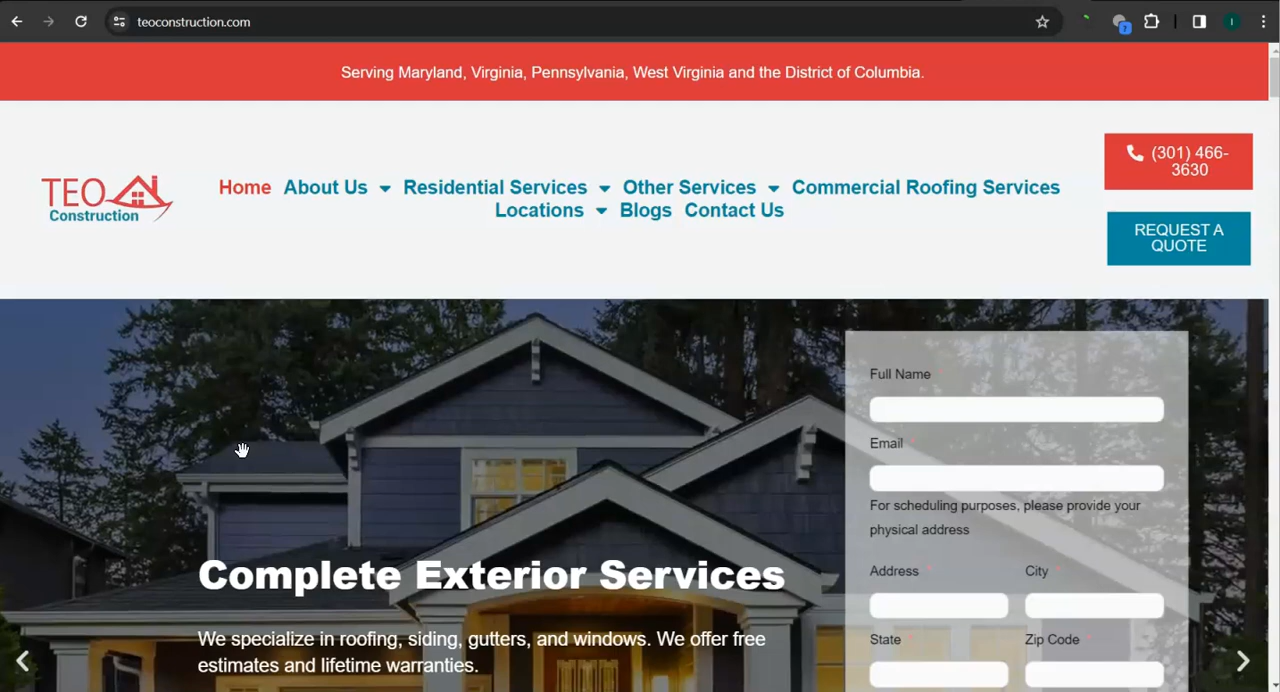 teoconstruction.com
Serving Maryland, Virginia, Pennsylvania, West Virginia and the District of Columbia.
TEO
Construction
Home About Us Residential Services Other Services Commercial Roofing Services
Locations Blogs Contact Us
(301) 466-
3630
REQUEST A
QUOTE
Full Name *
Email *
For scheduling purposes, please provide your
physical address
Address * City *
State * Zip Code *
Complete Exterior Services
We specialize in roofing, siding, gutters, and windows. We offer free
estimates and lifetime warranties.